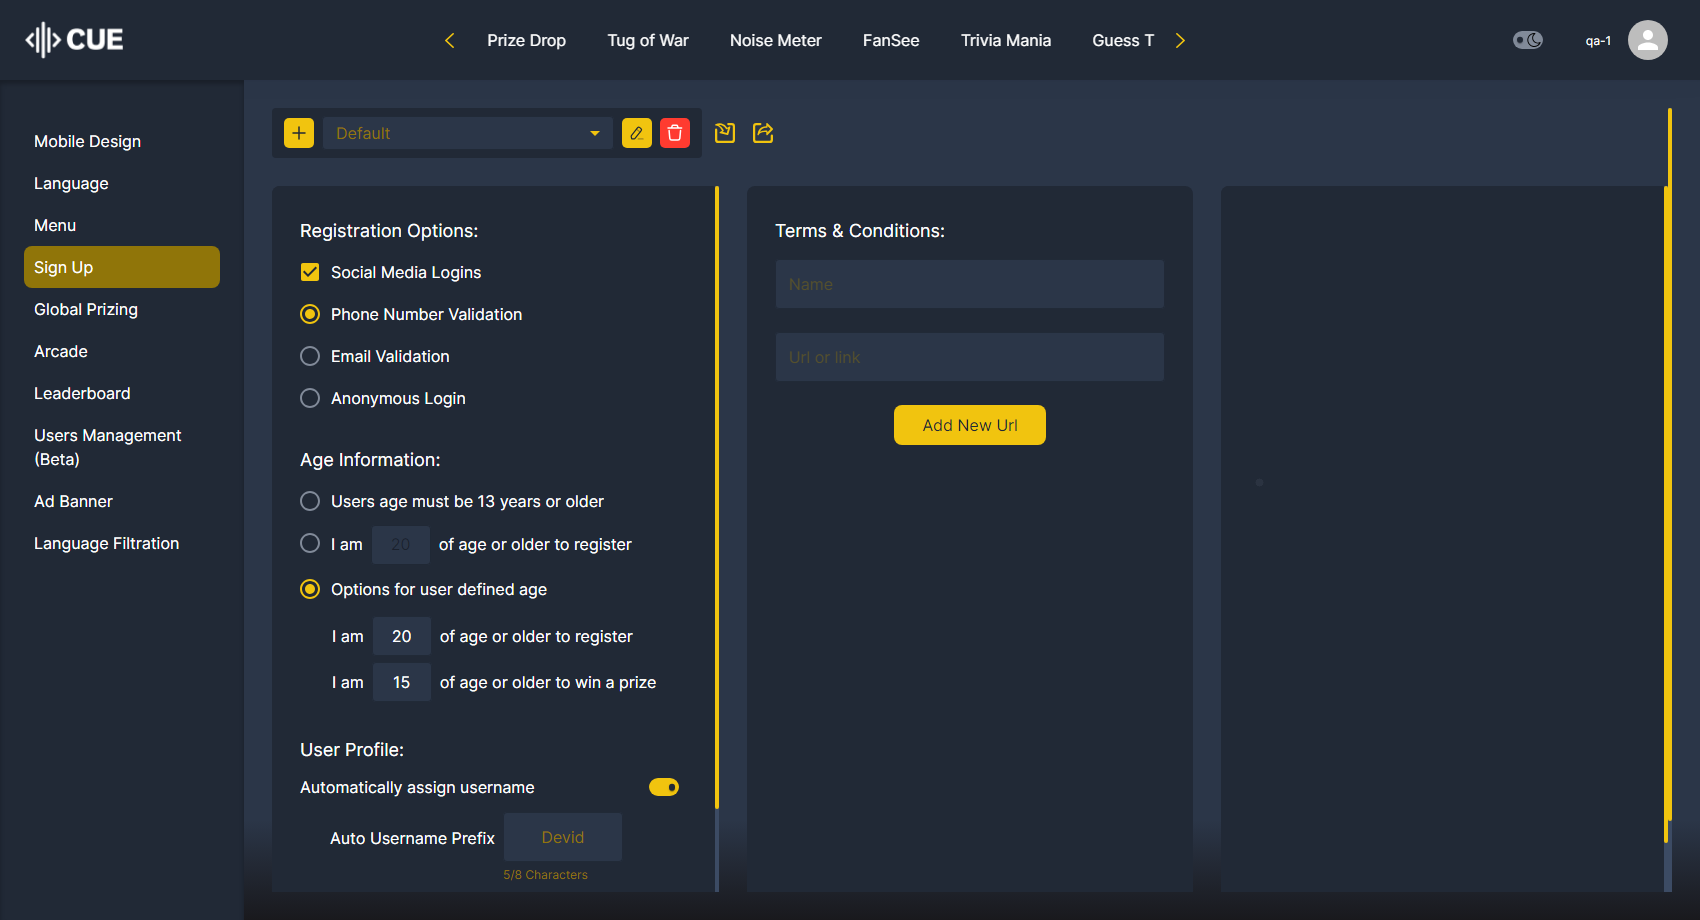 CUE
Prize Drop
Tug of War
Noise Meter
FanSee
Trivia Mania
Guess T
qa-1
Mobile Design
Language
Menu
Sign Up
Global Prizing
Arcade
Leaderboard
Users Management
(Beta)
Ad Banner
Language Filtration
Default
Registration Options:
Social Media Logins
Phone Number Validation
Email Validation
Anonymous Login
Age Information:
Users age must be 13 years or older
I am 20 of age or older to register
Options for user defined age
I am 20 of age or older to register
I am 15 of age or older to win a prize
User Profile:
Automatically assign username
Auto Username Prefix Devid
5/8 Characters
Terms & Conditions:
Name
Url or link
Add New Url